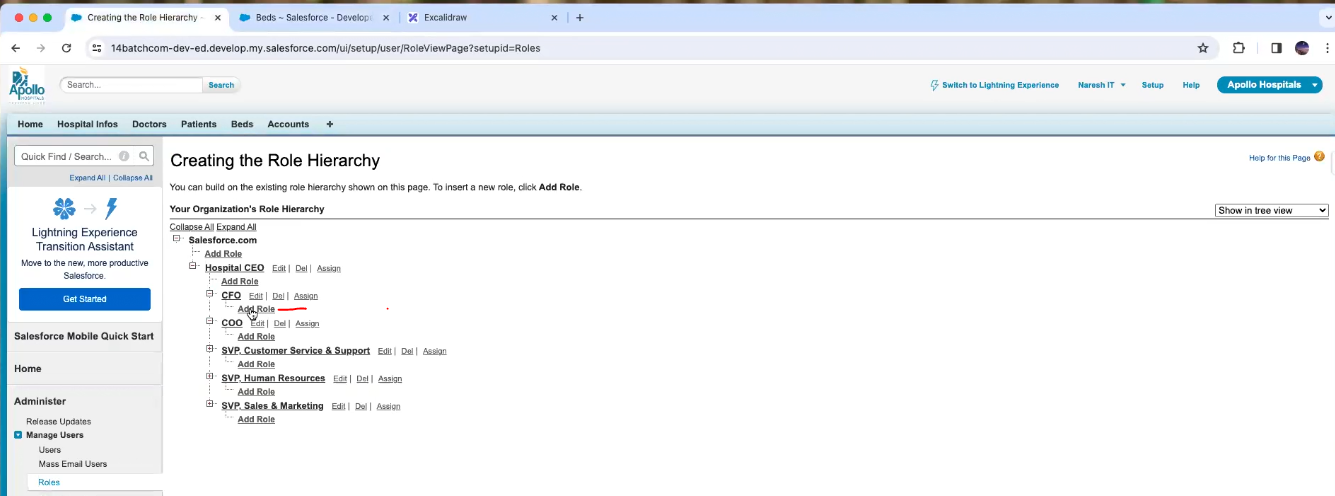 Creating the Role Hierarchy -
Beds ~ Salesforce - Develop
Excalidraw
14batchcom-dev-ed.develop.my.salesforce.com/ui/setup/user/RoleViewPage?setupid=Roles
Apollo
HOSPITALS
Search...
Search
Switch to Lightning Experience
Naresh IT
Setup
Help
Apollo Hospitals
Home
Hospital Infos
Doctors
Patients
Beds
Accounts
+
Quick Find / Search...
Expand All | Collapse All
Lightning Experience
Transition Assistant
Move to the new, more productive
Salesforce.
Get Started
Salesforce Mobile Quick Start
Home
Administer
Release Updates
Manage Users
Users
Mass Email Users
Roles
Creating the Role Hierarchy
Help for this Page
You can build on the existing role hierarchy shown on this page. To insert a new role, click Add Role.
Your Organization's Role Hierarchy
Show in tree view
Collapse All Expand All
Salesforce.com
Add Role
Hospital CEO Edit | Del | Assign
Add Role
CFO Edit | Del | Assign
Add Role
COO Edit | Del | Assign
Add Role
SVP, Customer Service & Support Edit | Del | Assign
Add Role
SVP, Human Resources Edit | Del | Assign
Add Role
SVP, Sales & Marketing Edit | Del | Assign
Add Role